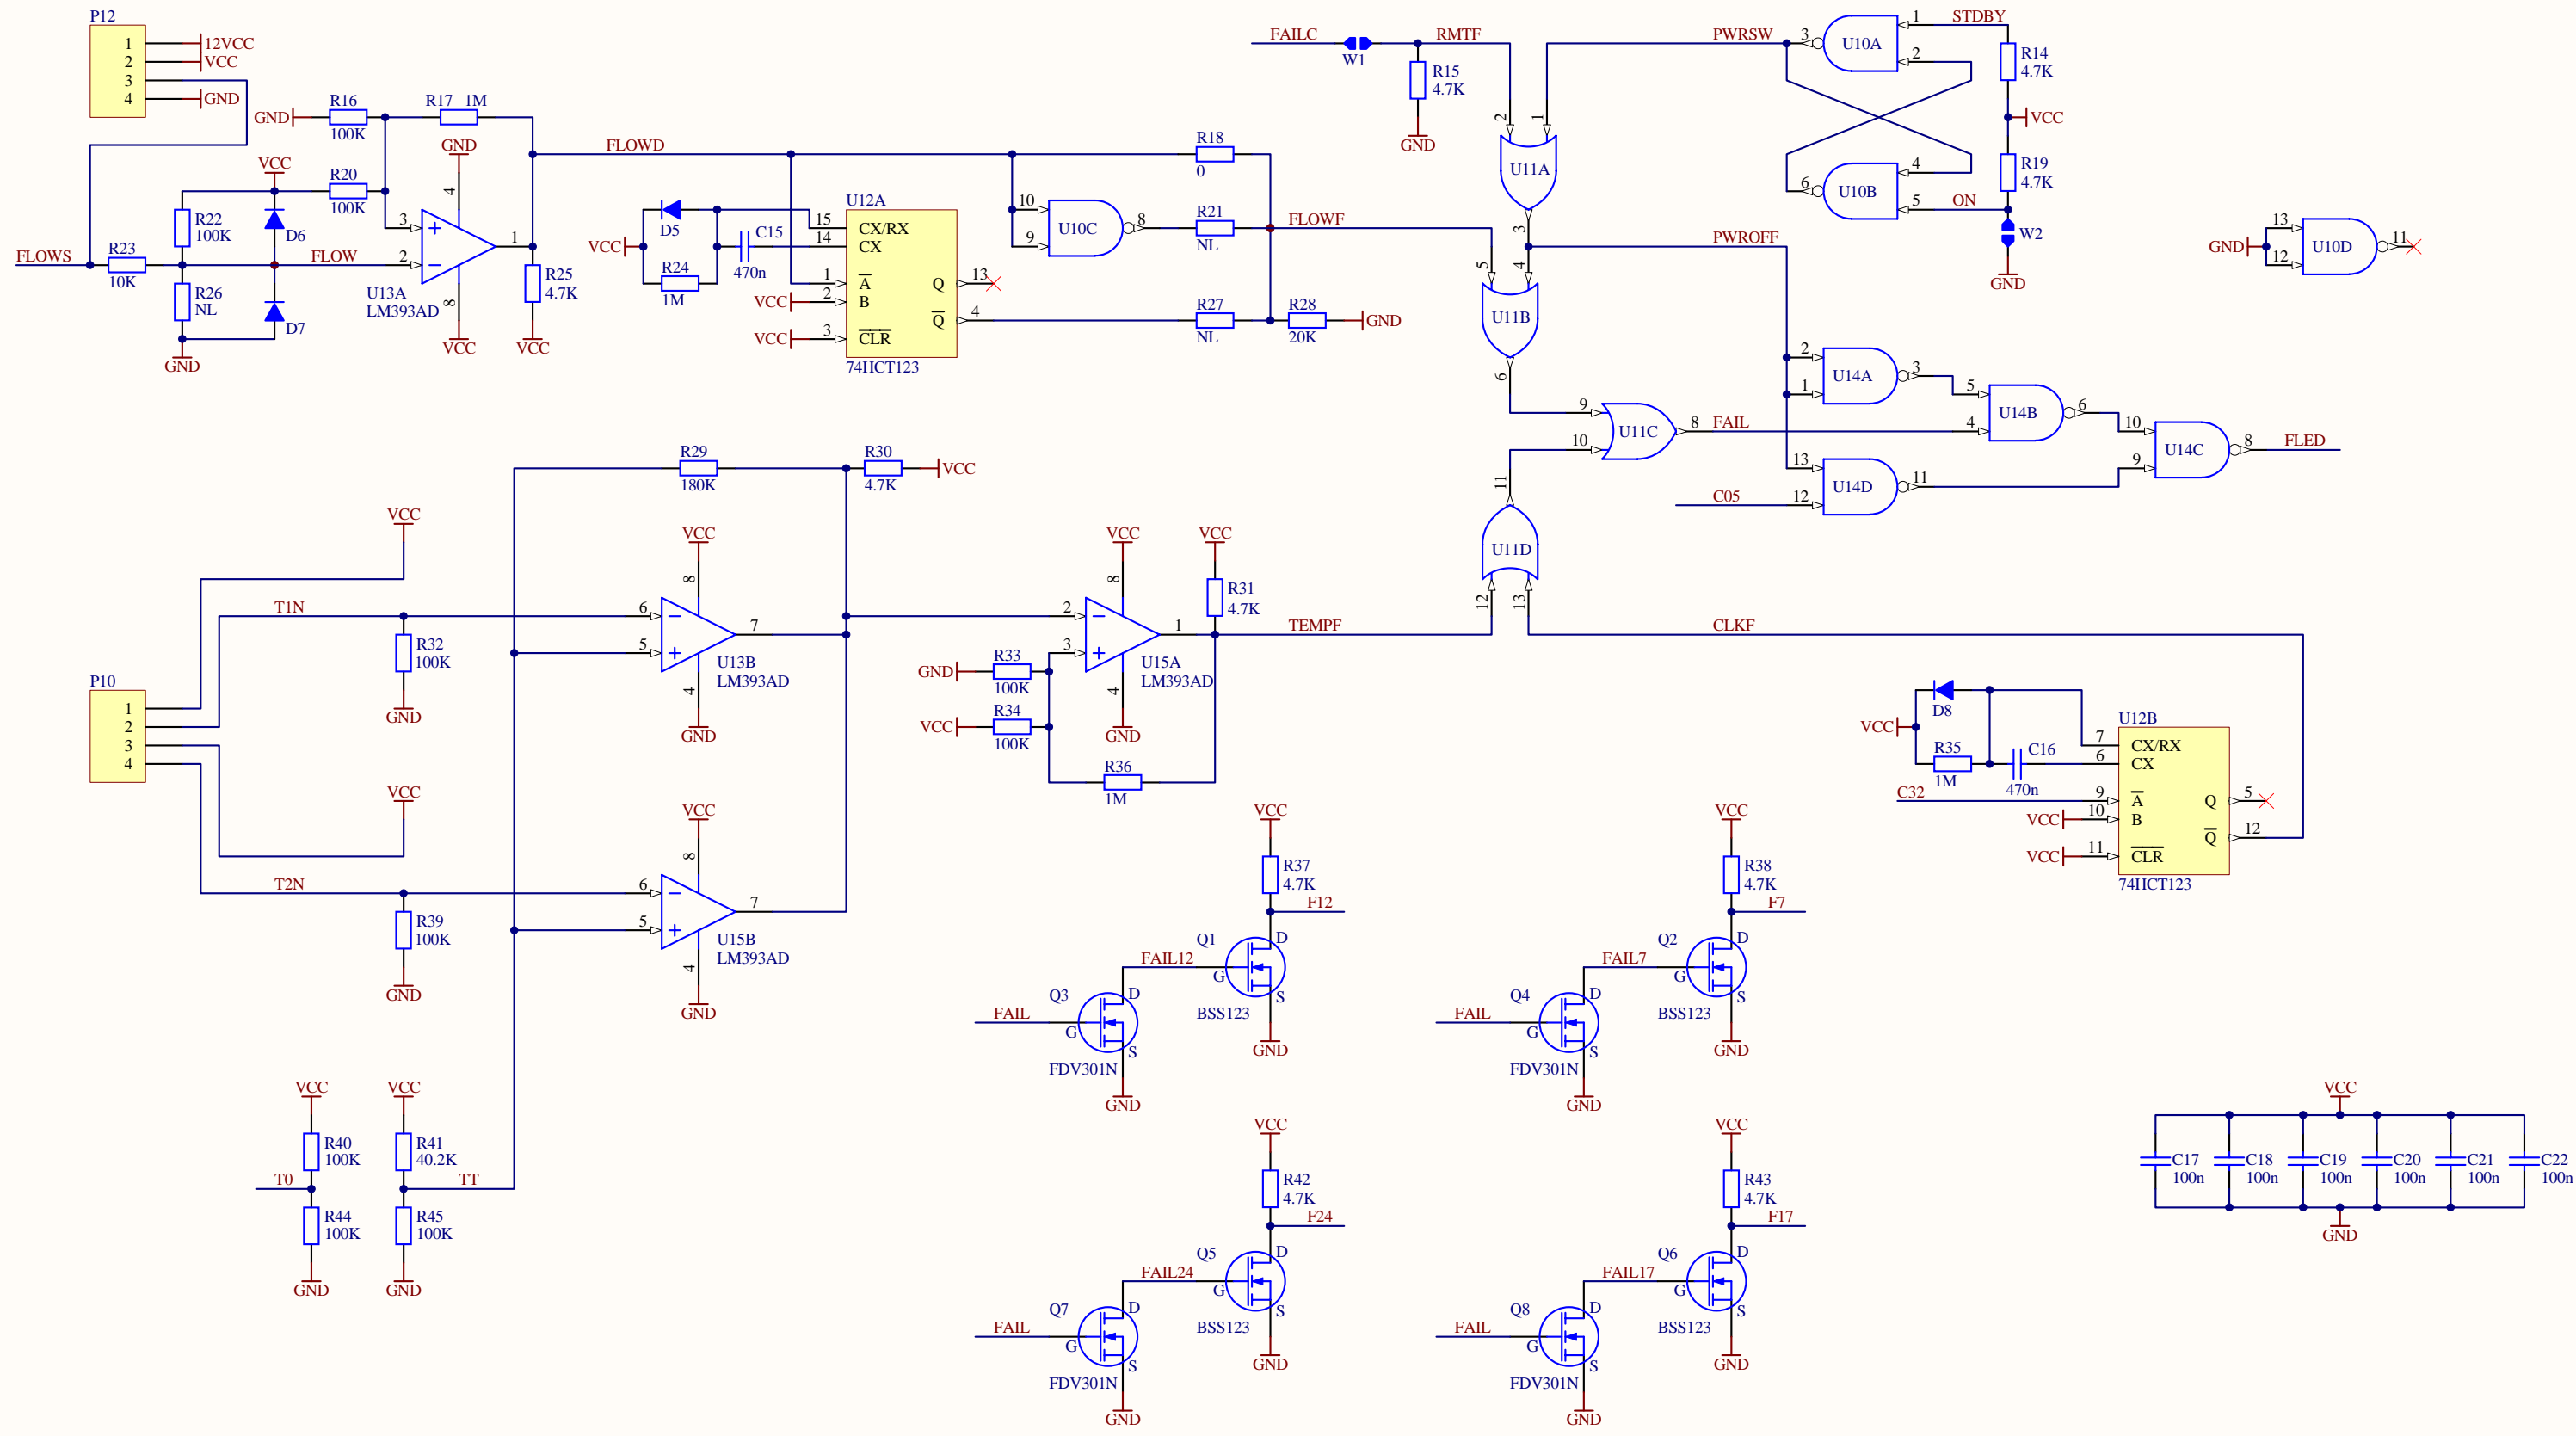 P12
1 12VCC
2 VCC
3
4 GND
FLOWS
R23
10K
R22
100K
R26
NL
GND
VCC
D6
D7
FLOW
GND
R16
100K
R17 1M
R20
100K
GND
4
3
2
1
8
U13A
LM393AD
VCC
R25
4.7K
VCC
FLOWD
VCC
D5
R24
1M
C15
470n
U12A
15 CX/RX
14 CX
1 A
VCC 2 B
VCC 3 CLR
Q 13
Q 4
74HCT123
10
9
U10C
8
R18
0
R21
NL
R27
NL
R28
20K
GND
FLOWF
FAILC
W1
RMTF
R15
4.7K
GND
PWRSW
2
1
U11A
3
PWROFF
5
4
U11B
6
3
U10A
1
2
STDBY
R14
4.7K
VCC
R19
4.7K
6
U10B
4
5
ON
W2
GND
GND
13
12
U10D
11
9
10
U11C
8
FAIL
2
1
U14A
3
5
4
U14B
6
13
12
C05
U14D
11
10
9
U14C
8
FLED
11
U11D
12
13
CLKF
R29
180K
R30
4.7K
VCC
P10
1
2
3
4
VCC
T1N
R32
100K
GND
VCC
T2N
R39
100K
GND
VCC
8
6
5
7
4
U13B
LM393AD
GND
VCC
8
6
5
7
4
U15B
LM393AD
GND
VCC
8
2
3
1
4
U15A
LM393AD
GND
VCC
R31
4.7K
TEMPF
GND
R33
100K
VCC
R34
100K
R36
1M
VCC
D8
R35
1M
C16
470n
U12B
7 CX/RX
6 CX
C32 9 A
VCC 10 B
VCC 11 CLR
Q 5
Q 12
74HCT123
VCC
R37
4.7K
F12
Q1
D
G
S
BSS123
GND
FAIL12
Q3
D
G
S
FAIL
FDV301N
GND
VCC
R38
4.7K
F7
Q2
D
G
S
BSS123
GND
FAIL7
Q4
D
G
S
FAIL
FDV301N
GND
VCC
R40
100K
T0
R44
100K
GND
VCC
R41
40.2K
TT
R45
100K
GND
VCC
R42
4.7K
F24
Q5
D
G
S
BSS123
GND
FAIL24
Q7
D
G
S
FAIL
FDV301N
GND
VCC
R43
4.7K
F17
Q6
D
G
S
BSS123
GND
FAIL17
Q8
D
G
S
FAIL
FDV301N
GND
VCC
C17 C18 C19 C20 C21 C22
100n 100n 100n 100n 100n 100n
GND